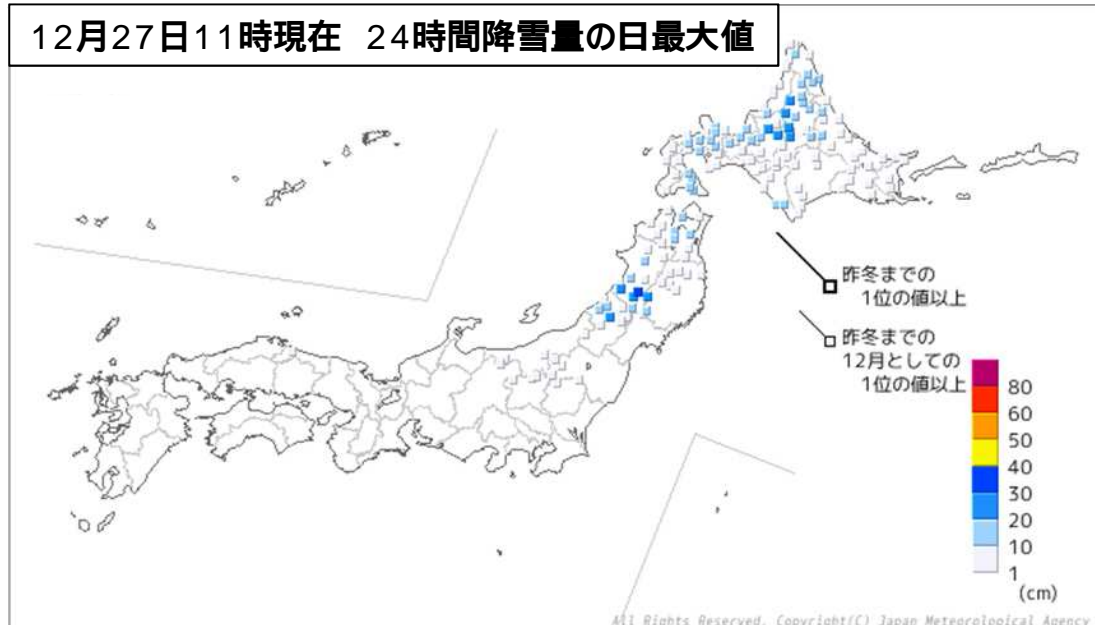 12月27日11時現在 24時間降雪量の日最大値
昨冬までの
1位の値以上
昨冬までの
12月としての
1位の値以上
80
60
50
40
30
20
10
1
(cm)
All Rights Reserved. Copyright(C) Japan Meteorological Agency